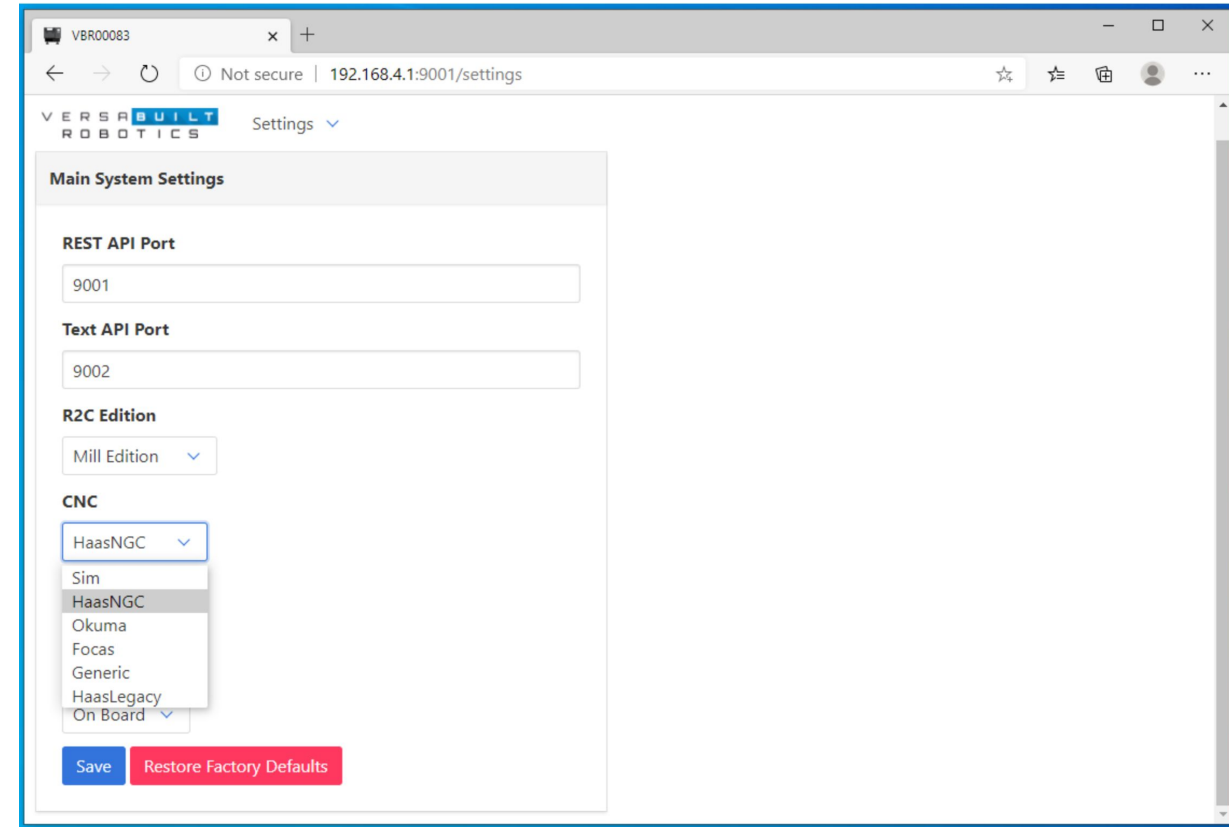 VBR00083
Not secure | 192.168.4.1:9001/settings
VERSABUILT
ROBOTICS
Settings
Main System Settings
REST API Port
9001
Text API Port
9002
R2C Edition
Mill Edition
CNC
HaasNGC
Sim
HaasNGC
Okuma
Focas
Generic
HaasLegacy
On Board
Save Restore Factory Defaults